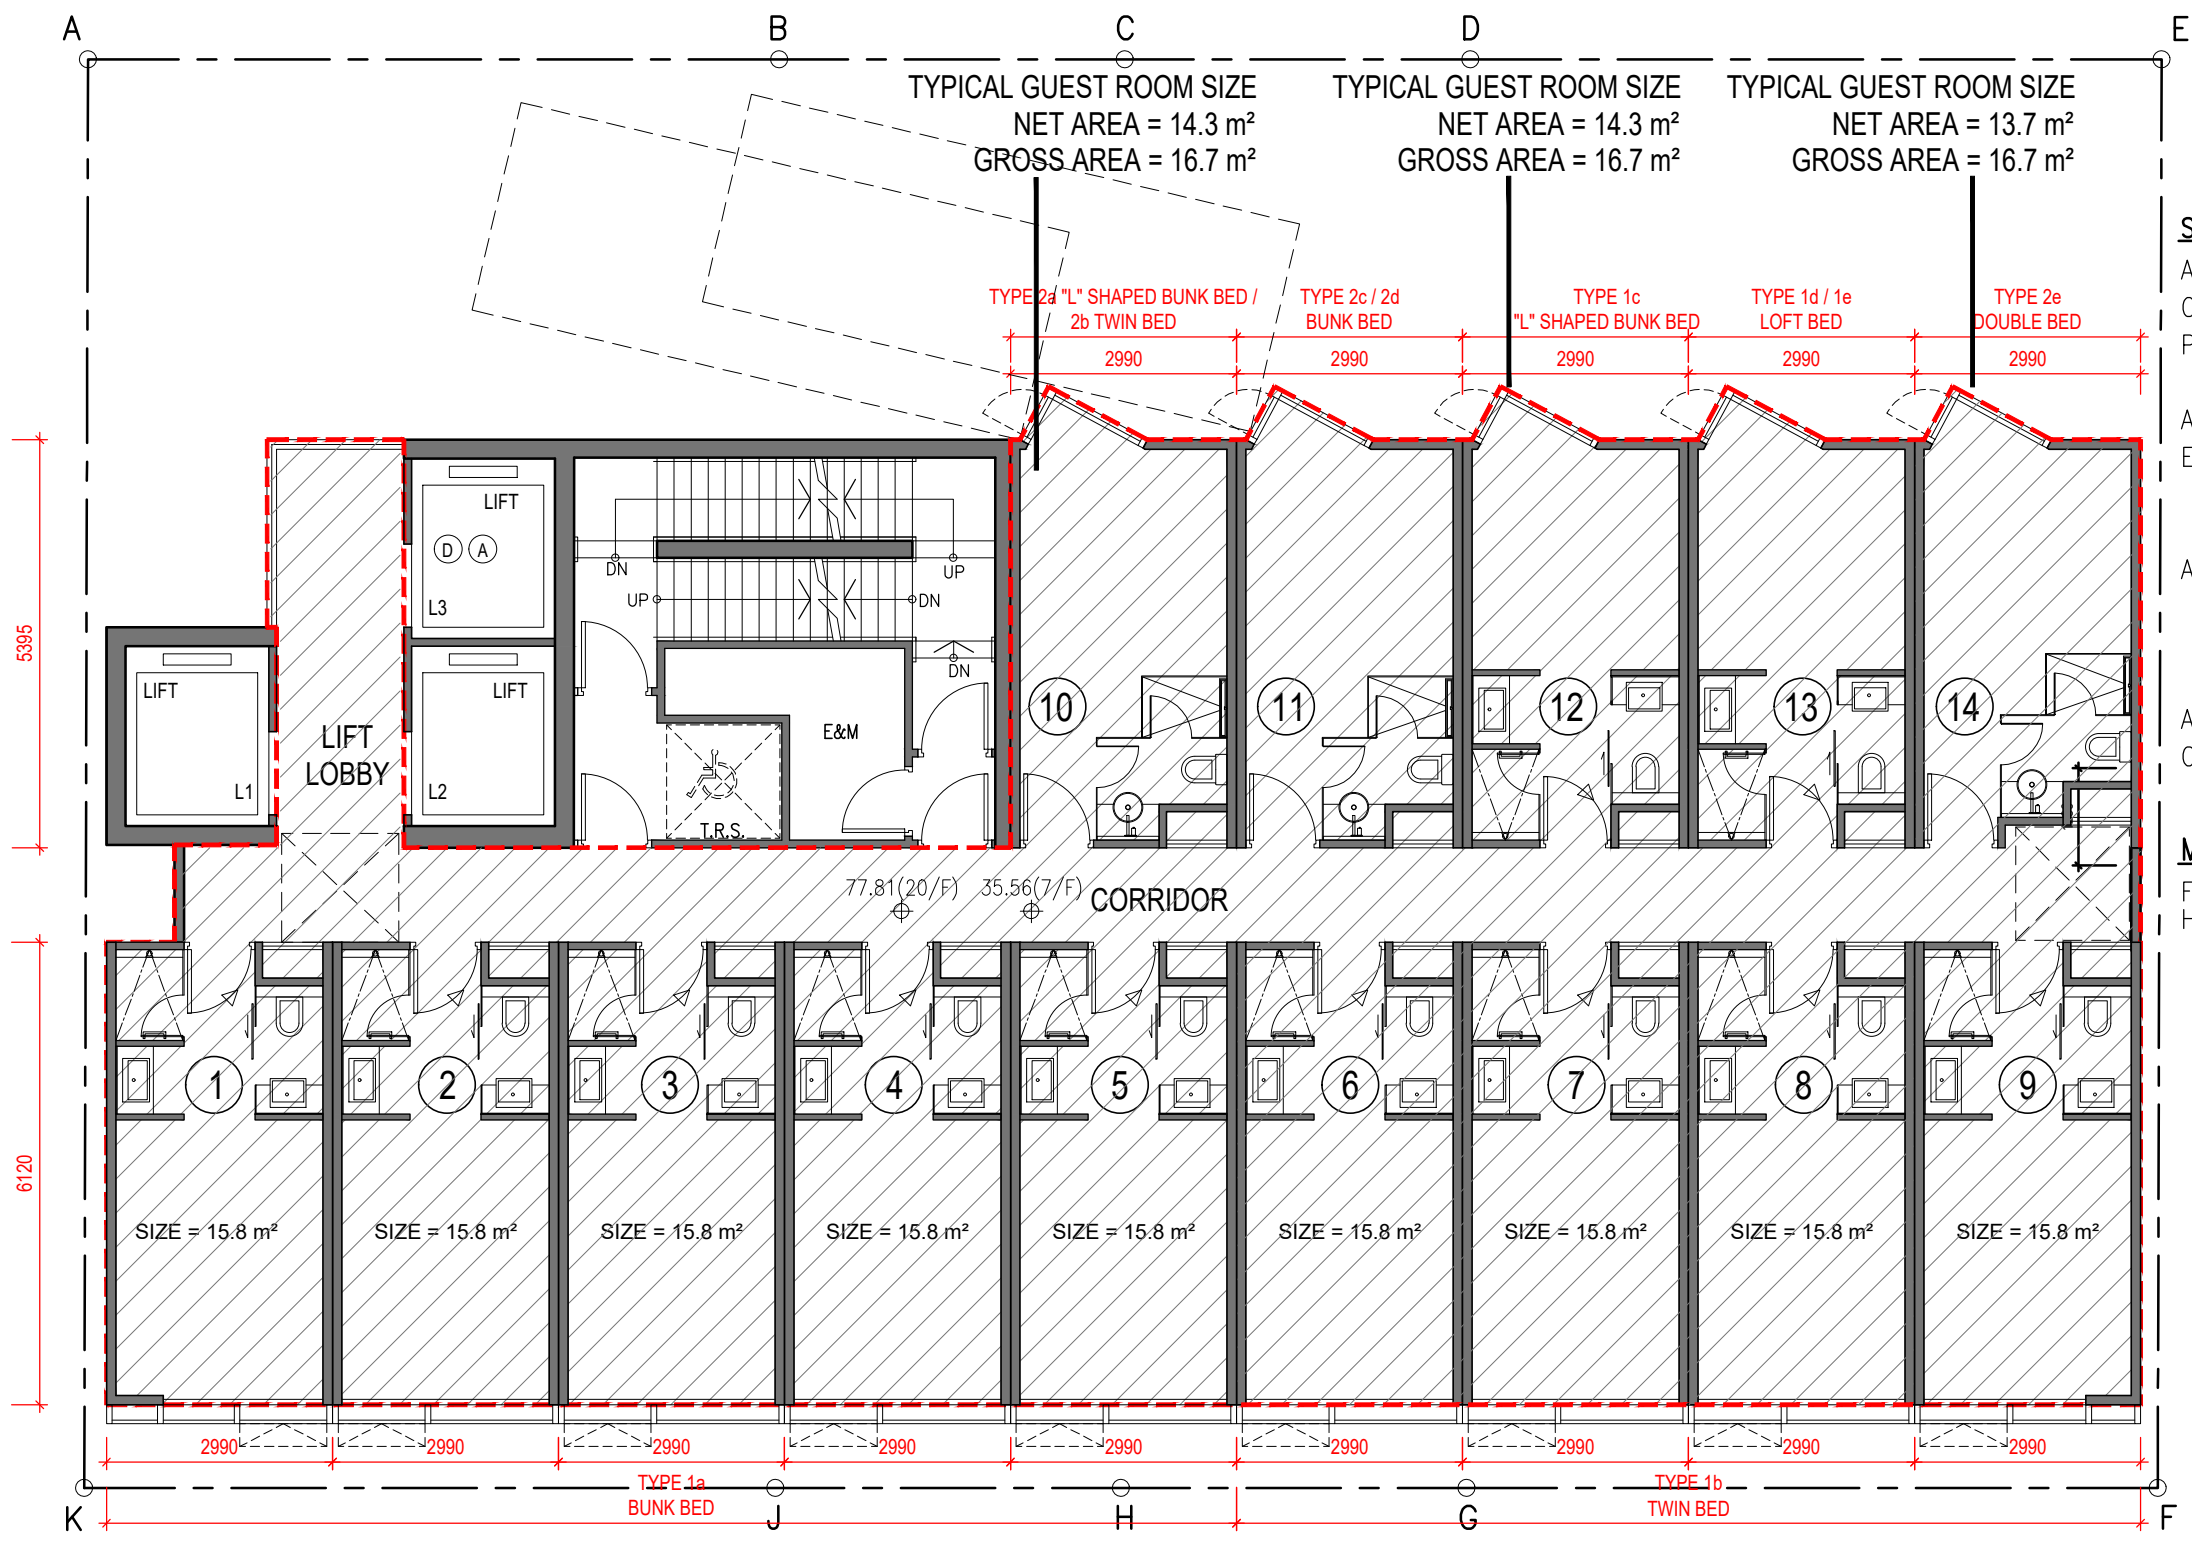 A
B
C
D
E
TYPICAL GUEST ROOM SIZE
NET AREA = 14.3 m²
GROSS AREA = 16.7 m²
TYPICAL GUEST ROOM SIZE
NET AREA = 14.3 m²
GROSS AREA = 16.7 m²
TYPICAL GUEST ROOM SIZE
NET AREA = 13.7 m²
GROSS AREA = 16.7 m²
TYPE 2a "L" SHAPED BUNK BED /
2b TWIN BED
TYPE 2c / 2d
BUNK BED
TYPE 1c
"L" SHAPED BUNK BED
TYPE 1d / 1e
LOFT BED
TYPE 2e
DOUBLE BED
2990
2990
2990
2990
2990
5395
LIFT
D
A
L3
DN
UP
UP
DN
DN
LIFT
L1
LIFT
L2
LIFT
LOBBY
E&M
T.R.S.
10
11
12
13
14
77.81(20/F)
35.56(7/F)
CORRIDOR
6120
1
2
3
4
5
6
7
8
9
SIZE = 15.8 m²
SIZE = 15.8 m²
SIZE = 15.8 m²
SIZE = 15.8 m²
SIZE = 15.8 m²
SIZE = 15.8 m²
SIZE = 15.8 m²
SIZE = 15.8 m²
SIZE = 15.8 m²
2990
2990
2990
2990
2990
2990
2990
2990
2990
TYPE 1a
BUNK BED
TYPE 1b
TWIN BED
K
J
H
G
F